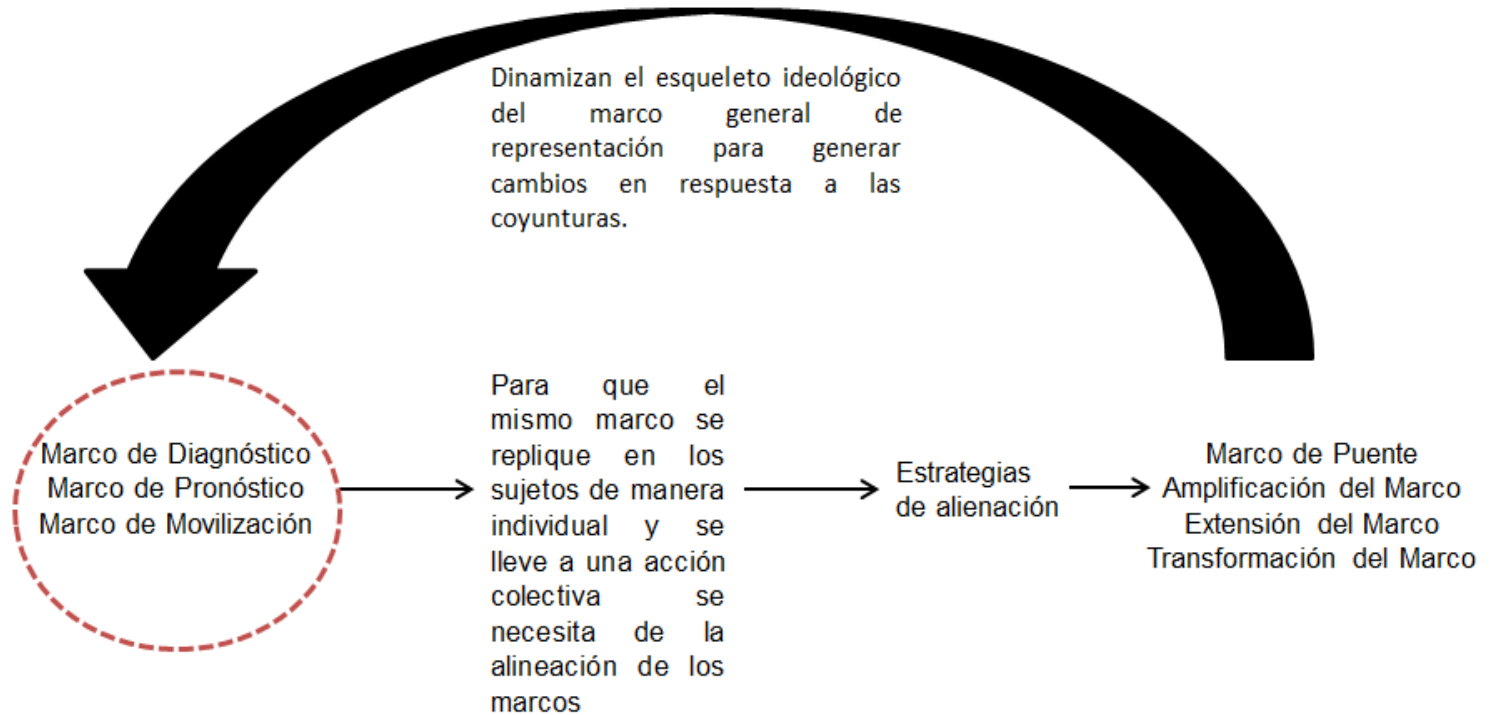 Dinamizan el esqueleto ideológico
del marco general de
representación para generar
cambios en respuesta a las
coyunturas.
Marco de Diagnóstico
Marco de Pronóstico
Marco de Movilización
Para que el
mismo marco se
replique en los
sujetos de manera
individual y se
lleve a una acción
colectiva se
necesita de la
alineación de los
marcos
Estrategias
de alienación
Marco de Puente
Amplificación del Marco
Extensión del Marco
Transformación del Marco